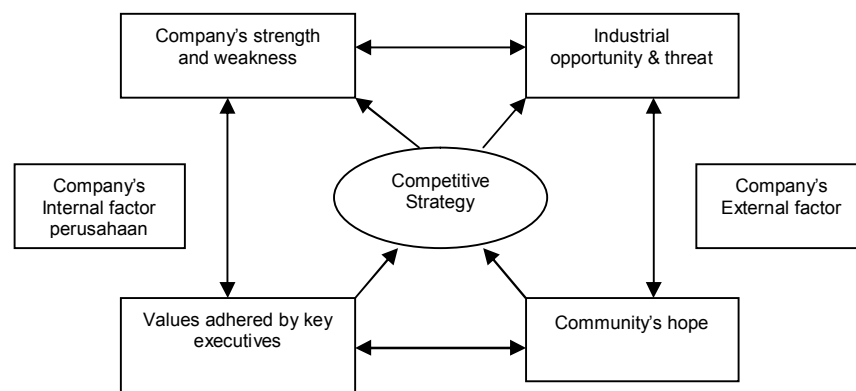 Company’s strength
and weakness
Industrial
opportunity & threat
Company’s
Internal factor
perusahaan
Competitive
Strategy
Company’s
External factor
Values adhered by key
executives
Community’s hope